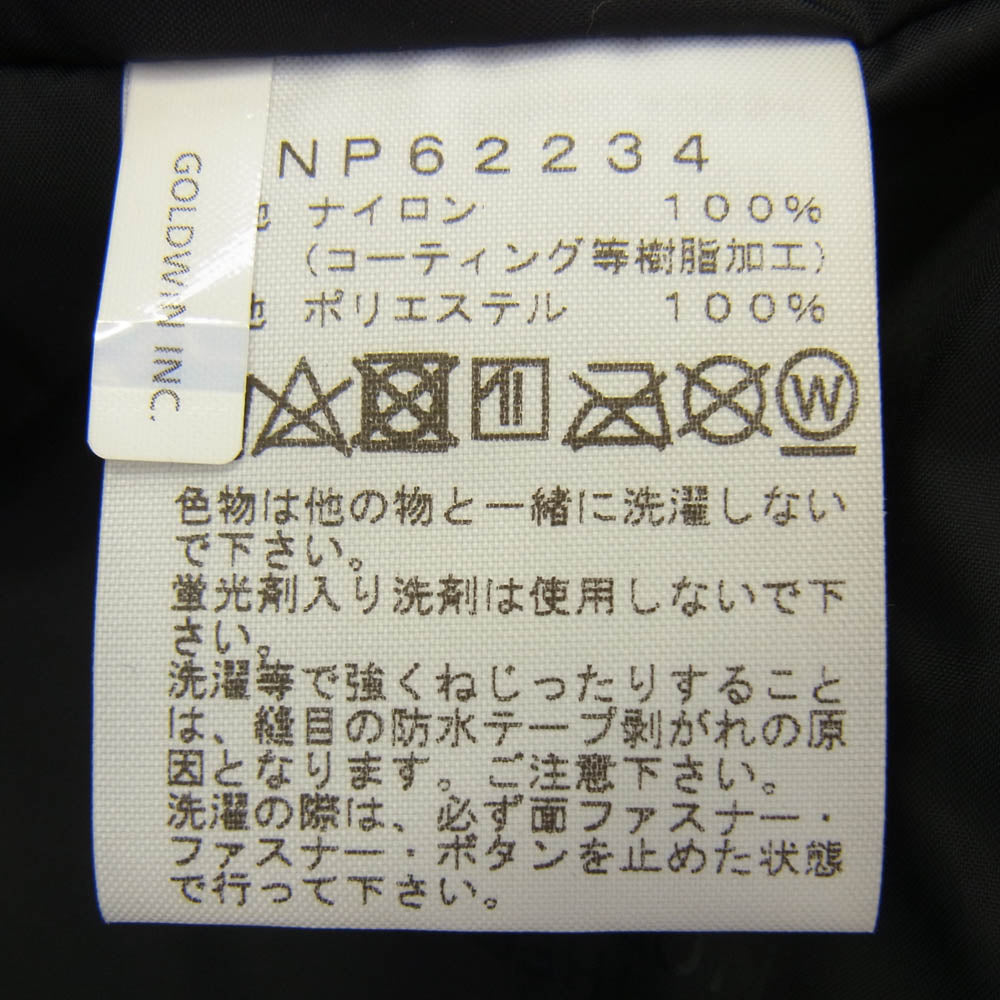 GOLDWIN INC.
NP62234
地 ナイロン 100%
(コーティング等樹脂加工)
地 ポリエステル 100%
W
色物は他の物と一緒に洗濯しない
で下さい。
蛍光剤入り洗剤は使用しないで下
さい。
洗濯等で強くねじったりすること
は、縫目の防水テープ剥がれの原
因となります。ご注意下さい。
洗濯の際は、必ず面ファスナー・
ファスナー・ボタンを止めた状態
で行って下さい。